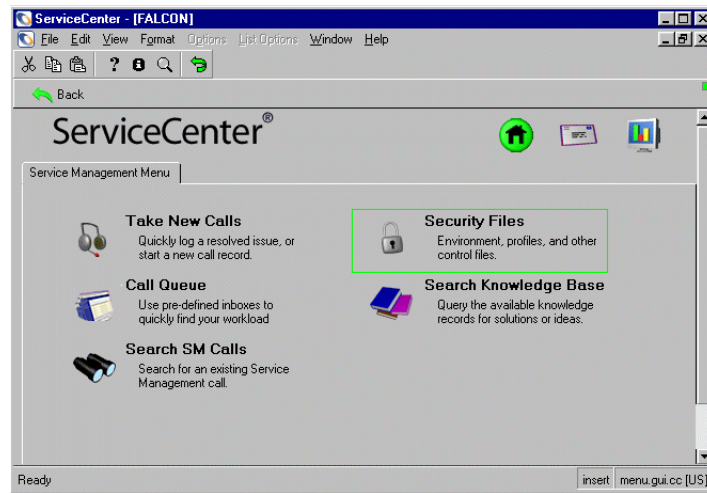 ServiceCenter - [FALCON]
File Edit View Format Options List Options Window Help
Back
ServiceCenter®
Service Management Menu
Take New Calls
Quickly log a resolved issue, or
start a new call record.
Security Files
Environment, profiles, and other
control files.
Call Queue
Use pre-defined inboxes to
quickly find your workload
Search Knowledge Base
Query the available knowledge
records for solutions or ideas.
Search SM Calls
Search for an existing Service
Management call.
Ready insert menu.gui.cc [US]